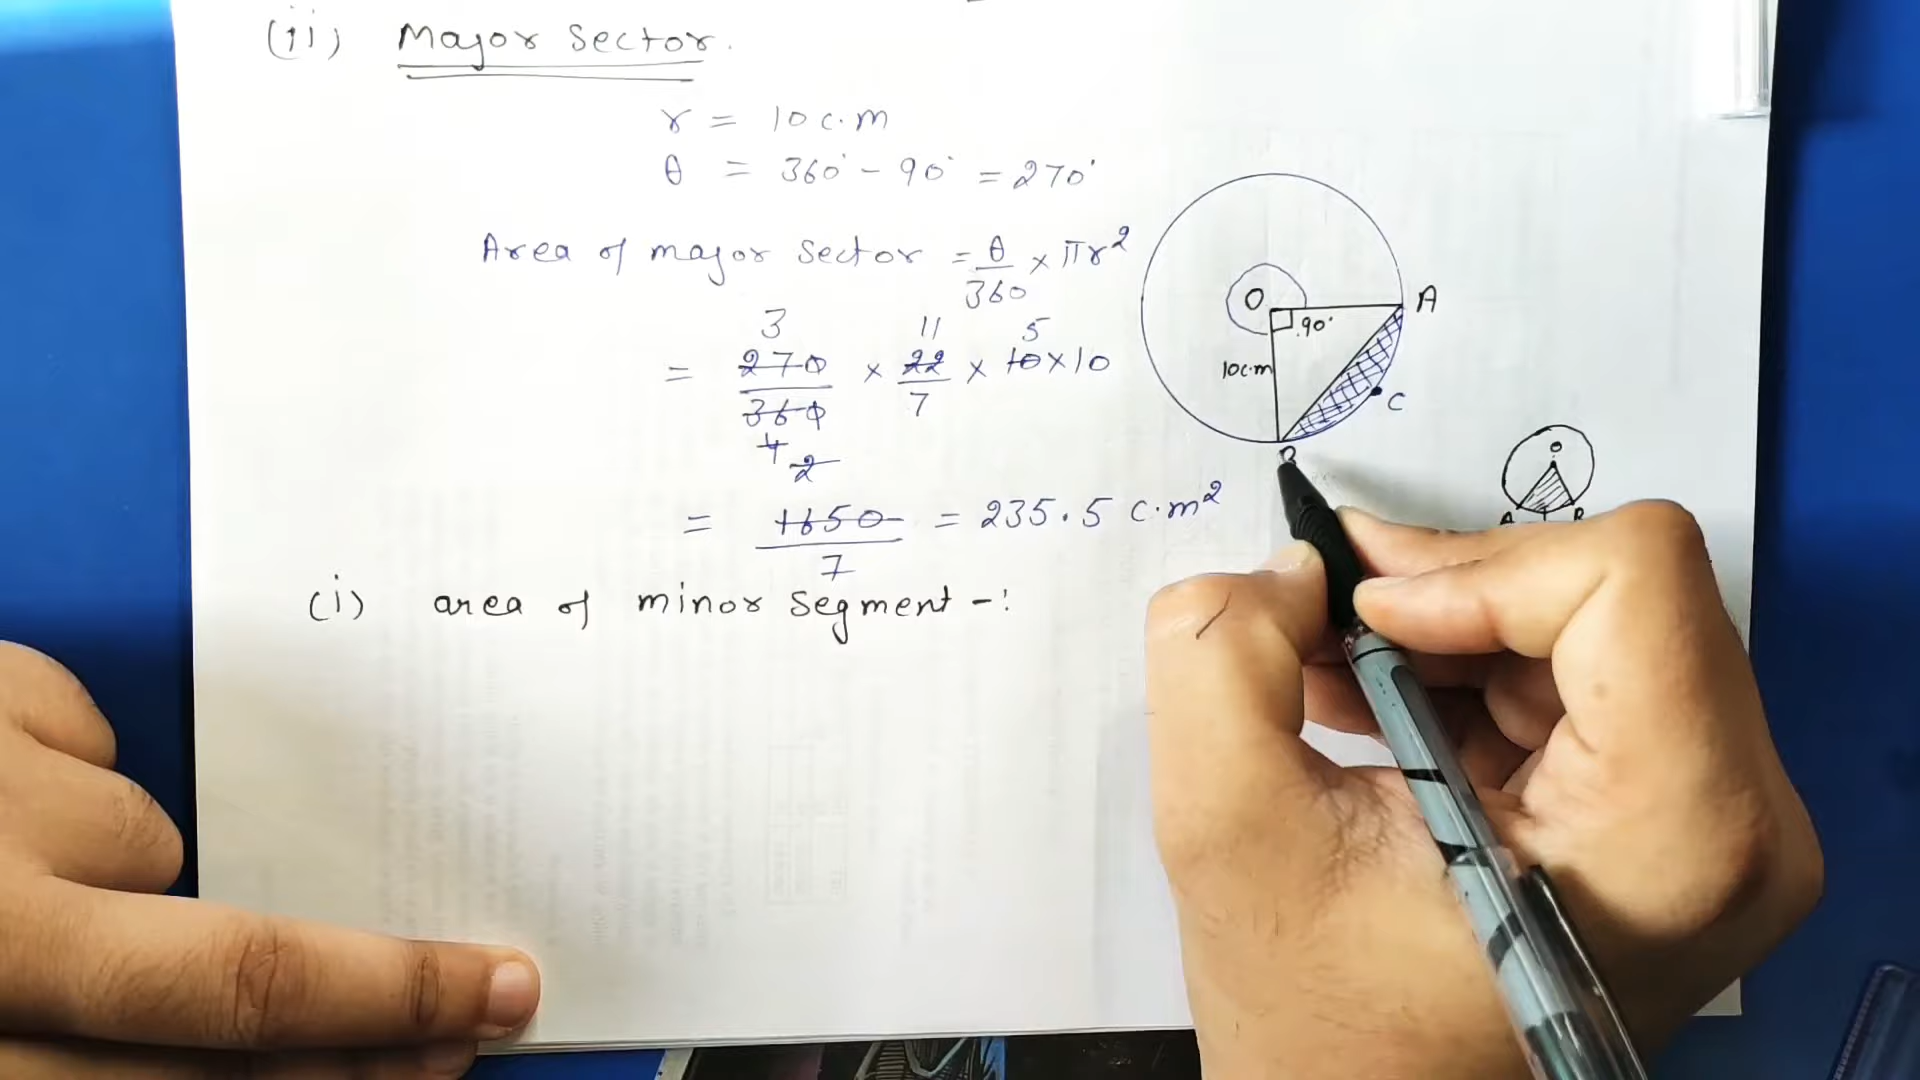 (ii) Major Sector.
r = 10 c.m
θ = 360° - 90° = 270°
Area of major Sector = θ/360 × πr²
3 11 5
= 270/360 × 22/7 × 10 × 10
4 2
= 1650/7 = 235.5 c.m²
(i) area of minor segment -:
O
A
90°
10c.m
C
B
O
A B